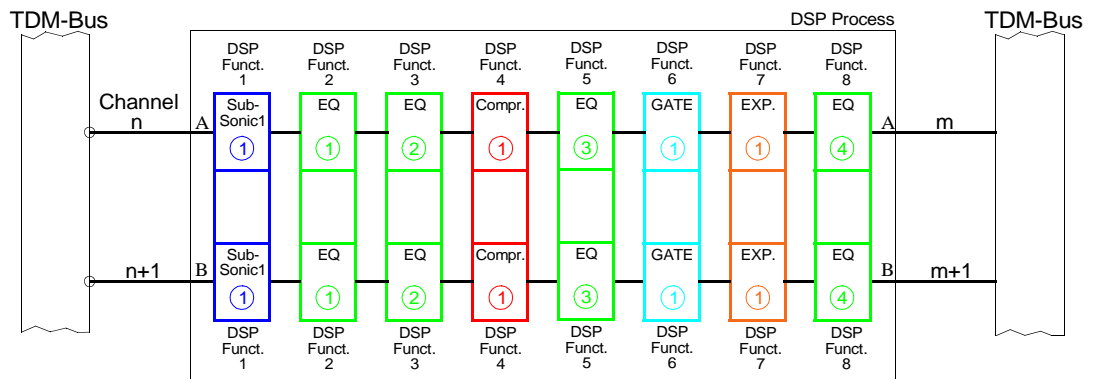 TDM-Bus
DSP Process
TDM-Bus
DSP Funct. 1
DSP Funct. 2
DSP Funct. 3
DSP Funct. 4
DSP Funct. 5
DSP Funct. 6
DSP Funct. 7
DSP Funct. 8
Channel
n
A
Sub-
Sonic1
1
EQ
1
EQ
2
Compr.
1
EQ
3
GATE
1
EXP.
1
EQ
4
A
m
n+1
B
Sub-
Sonic1
1
EQ
1
EQ
2
Compr.
1
EQ
3
GATE
1
EXP.
1
EQ
4
B
m+1
DSP Funct. 1
DSP Funct. 2
DSP Funct. 3
DSP Funct. 4
DSP Funct. 5
DSP Funct. 6
DSP Funct. 7
DSP Funct. 8